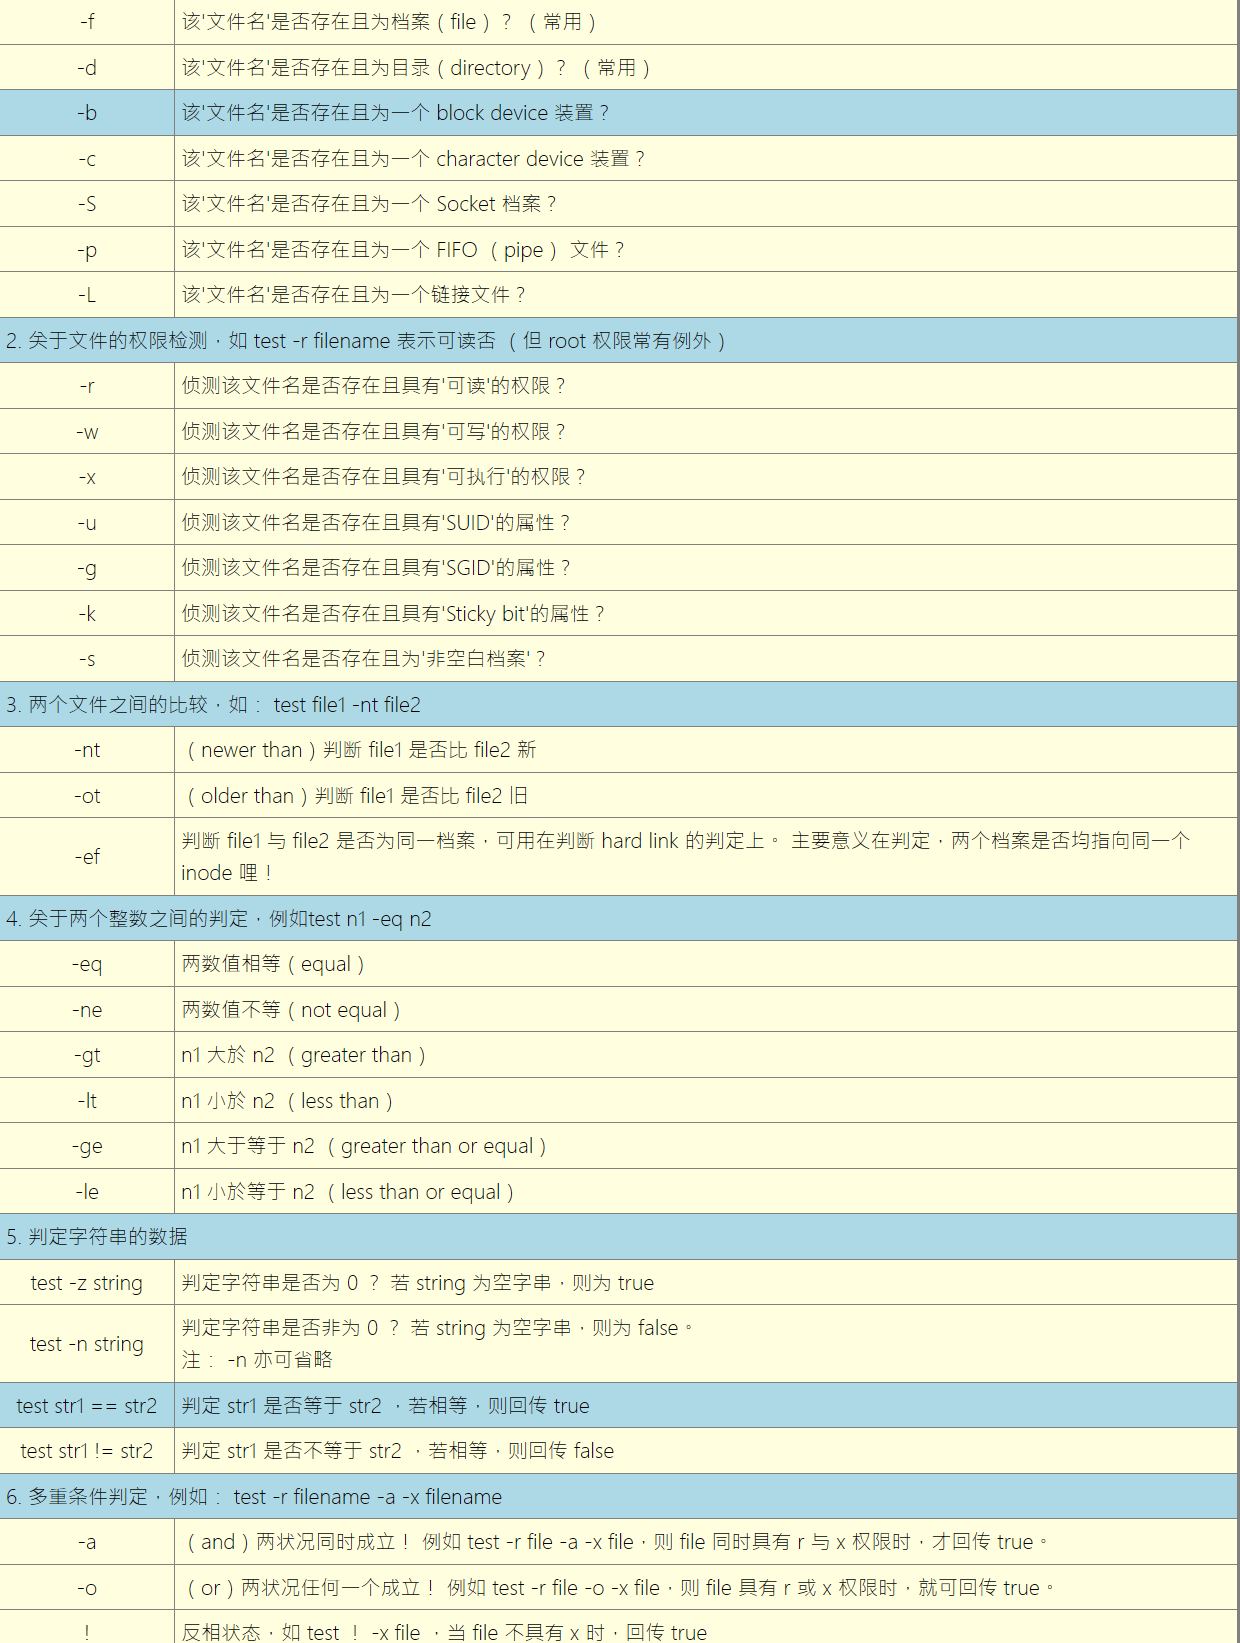 -f 该'文件名'是否存在且为档案（file）？ （常用）
-d 该'文件名'是否存在且为目录（directory）？ （常用）
-b 该'文件名'是否存在且为一个 block device 装置？
-c 该'文件名'是否存在且为一个 character device 装置？
-S 该'文件名'是否存在且为一个 Socket 档案？
-p 该'文件名'是否存在且为一个 FIFO （pipe） 文件？
-L 该'文件名'是否存在且为一个链接文件？
2. 关于文件的权限检测，如 test -r filename 表示可读否 （但 root 权限常有例外）
-r 侦测该文件名是否存在且具有'可读'的权限？
-w 侦测该文件名是否存在且具有'可写'的权限？
-x 侦测该文件名是否存在且具有'可执行'的权限？
-u 侦测该文件名是否存在且具有'SUID'的属性？
-g 侦测该文件名是否存在且具有'SGID'的属性？
-k 侦测该文件名是否存在且具有'Sticky bit'的属性？
-s 侦测该文件名是否存在且为'非空白档案'？
3. 两个文件之间的比较，如： test file1 -nt file2
-nt （newer than）判断 file1 是否比 file2 新
-ot （older than）判断 file1 是否比 file2 旧
-ef 判断 file1 与 file2 是否为同一档案，可用在判断 hard link 的判定上。 主要意义在判定，两个档案是否均指向同一个
inode 哩！
4. 关于两个整数之间的判定，例如test n1 -eq n2
-eq 两数值相等（equal）
-ne 两数值不等（not equal）
-gt n1 大於 n2 （greater than）
-lt n1 小於 n2 （less than）
-ge n1 大于等于 n2 （greater than or equal）
-le n1 小於等于 n2 （less than or equal）
5. 判定字符串的数据
test -z string 判定字符串是否为 0 ？ 若 string 为空字串，则为 true
test -n string 判定字符串是否非为 0 ？ 若 string 为空字串，则为 false。
注： -n 亦可省略
test str1 == str2 判定 str1 是否等于 str2 ，若相等，则回传 true
test str1 != str2 判定 str1 是否不等于 str2 ，若相等，则回传 false
6. 多重条件判定，例如： test -r filename -a -x filename
-a （and）两状况同时成立！ 例如 test -r file -a -x file，则 file 同时具有 r 与 x 权限时，才回传 true。
-o （or）两状况任何一个成立！ 例如 test -r file -o -x file，则 file 具有 r 或 x 权限时，就可回传 true。
! 反相状态，如 test ！ -x file ，当 file 不具有 x 时，回传 true